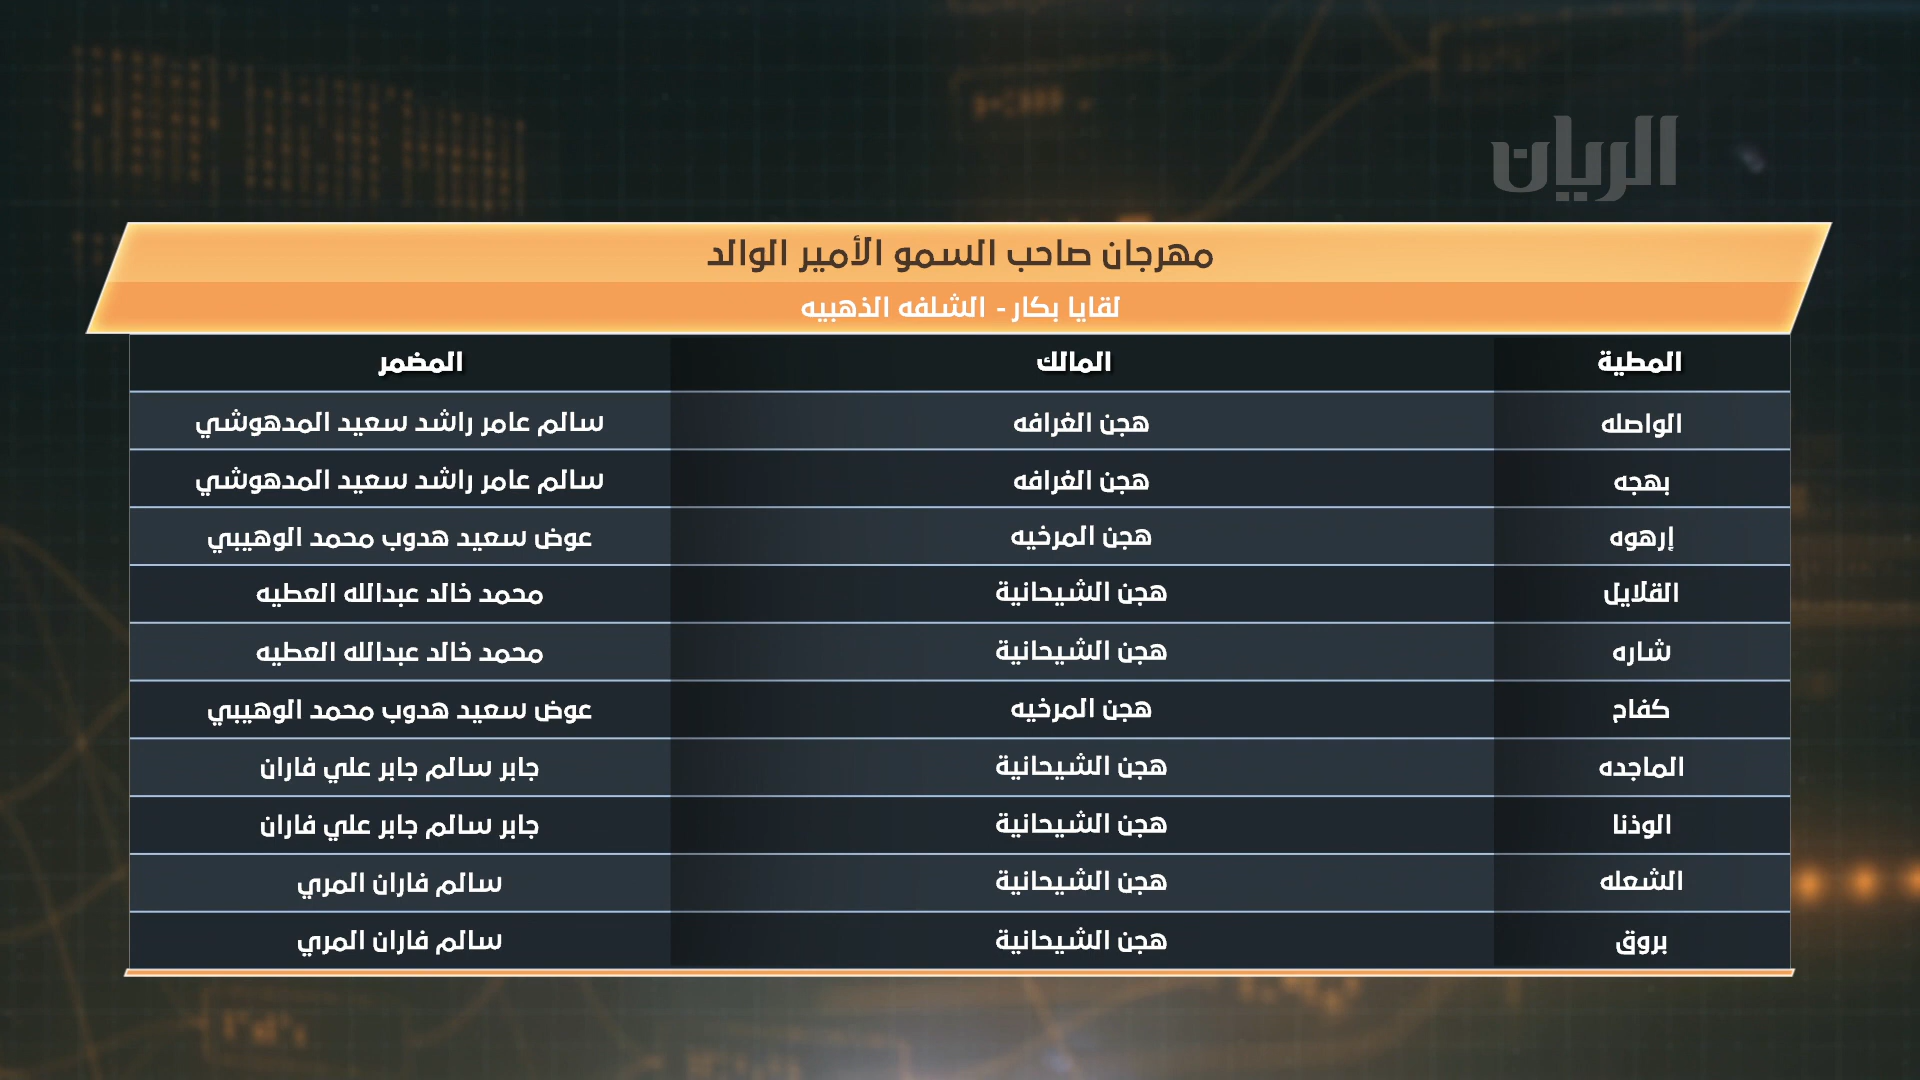 الريان
مهرجان صاحب السمو الأمير الوالد
لقايا بكار - الشلفه الذهبيه
المطية المالك المضمر
الواصله هجن الغرافه سالم عامر راشد سعيد المدهوشي
بهجه هجن الغرافه سالم عامر راشد سعيد المدهوشي
إرهوه هجن المرخيه عوض سعيد هدوب محمد الوهيبي
القلايل هجن الشيحانية محمد خالد عبدالله العطيه
شاره هجن الشيحانية محمد خالد عبدالله العطيه
كفاح هجن المرخيه عوض سعيد هدوب محمد الوهيبي
الماجده هجن الشيحانية جابر سالم جابر علي فاران
الوذنا هجن الشيحانية جابر سالم جابر علي فاران
الشعله هجن الشيحانية سالم فاران المري
بروق هجن الشيحانية سالم فاران المري